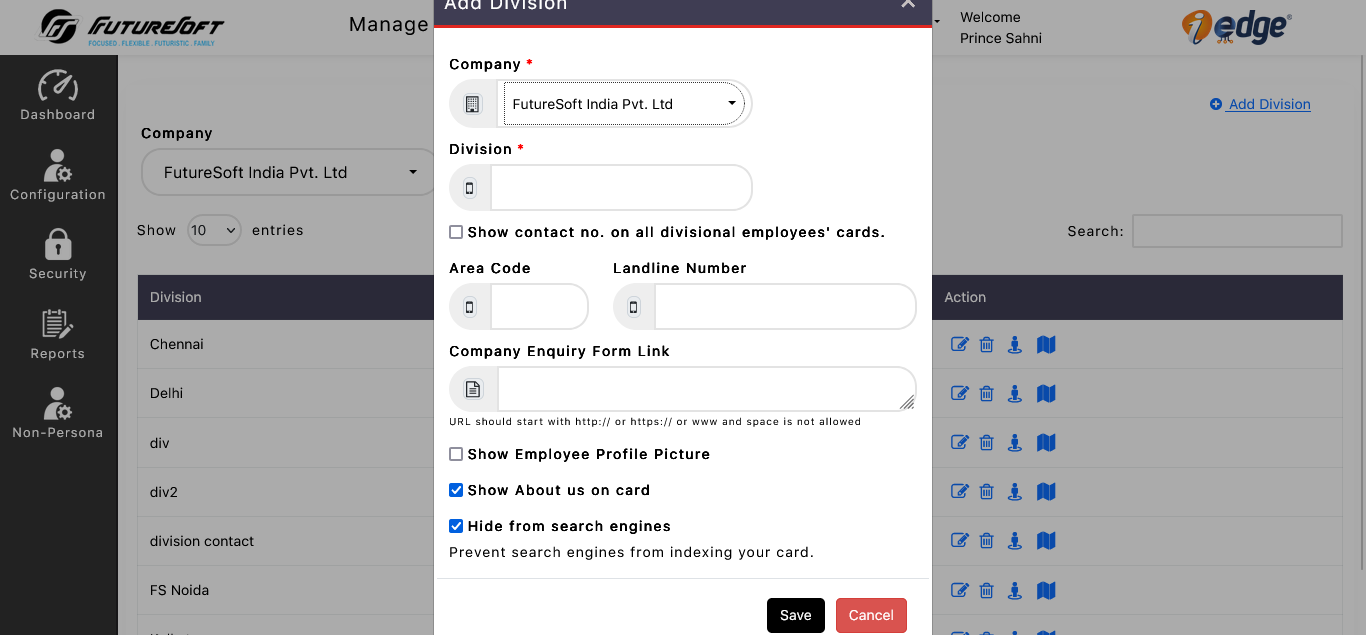 FUTURESOFT
FOCUSED . FLEXIBLE . FUTURISTIC . FAMILY
Manage
Add Division
Welcome
Prince Sahni
iedge
Dashboard
Configuration
Security
Reports
Non-Persona
Company
FutureSoft India Pvt. Ltd
Add Division
Show 10 entries
Search:
Division
Action
Chennai
Delhi
div
div2
division contact
FS Noida
Company *
FutureSoft India Pvt. Ltd
Division *
Show contact no. on all divisional employees' cards.
Area Code
Landline Number
Company Enquiry Form Link
URL should start with http:// or https:// or www and space is not allowed
Show Employee Profile Picture
Show About us on card
Hide from search engines
Prevent search engines from indexing your card.
Save
Cancel